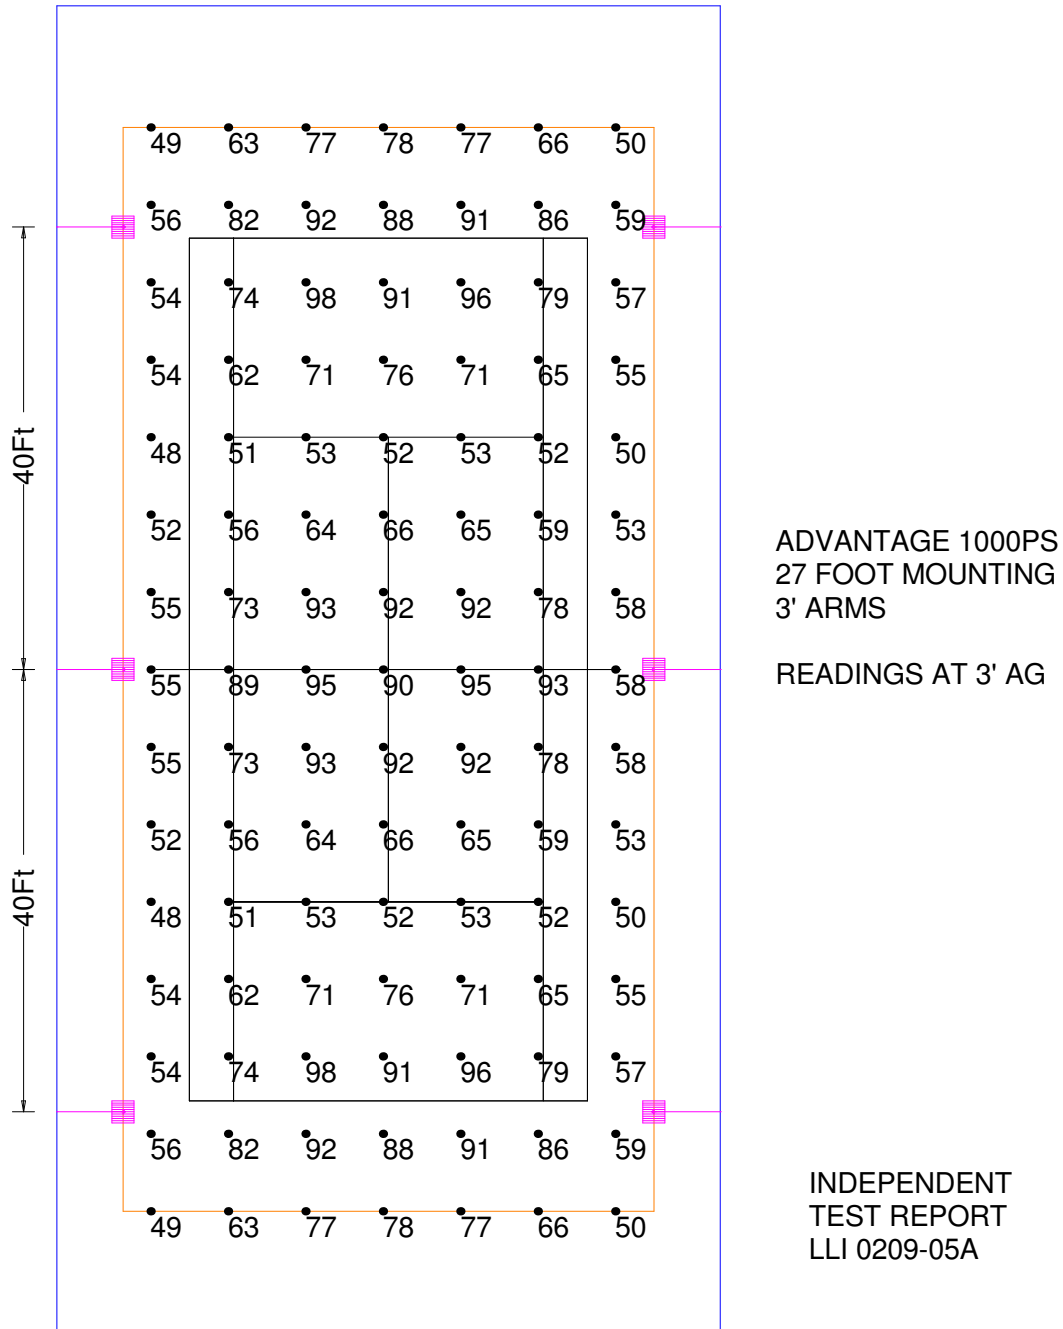 49 63 77 78 77 66 50
56 82 92 88 91 86 59
54 74 98 91 96 79 57
54 62 71 76 71 65 55
40Ft
48 51 53 52 53 52 50
52 56 64 66 65 59 53
ADVANTAGE 1000PS
27 FOOT MOUNTING
3' ARMS
55 73 93 92 92 78 58
READINGS AT 3' AG
55 89 95 90 95 93 58
55 73 93 92 92 78 58
52 56 64 66 65 59 53
40Ft
48 51 53 52 53 52 50
54 62 71 76 71 65 55
54 74 98 91 96 79 57
56 82 92 88 91 86 59
49 63 77 78 77 66 50
INDEPENDENT
TEST REPORT
LLI 0209-05A